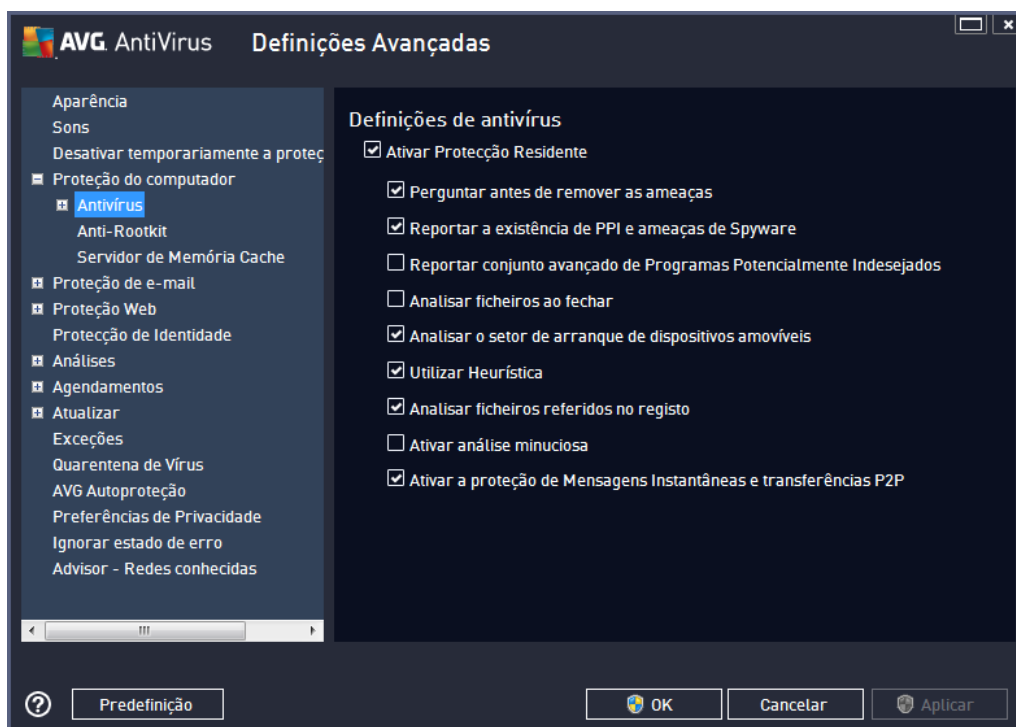 AVG. AntiVirus Definições Avançadas
Aparência
Sons
Desativar temporariamente a proteç
Proteção do computador
Antivírus
Anti-Rootkit
Servidor de Memória Cache
Proteção de e-mail
Proteção Web
Protecção de Identidade
Análises
Agendamentos
Atualizar
Exceções
Quarentena de Vírus
AVG Autoproteção
Preferências de Privacidade
Ignorar estado de erro
Advisor - Redes conhecidas
Definições de antivírus
Ativar Protecção Residente
Perguntar antes de remover as ameaças
Reportar a existência de PPI e ameaças de Spyware
Reportar conjunto avançado de Programas Potencialmente Indesejados
Analisar ficheiros ao fechar
Analisar o setor de arranque de dispositivos amovíveis
Utilizar Heurística
Analisar ficheiros referidos no registo
Ativar análise minuciosa
Ativar a proteção de Mensagens Instantâneas e transferências P2P
Predefinição OK Cancelar Aplicar